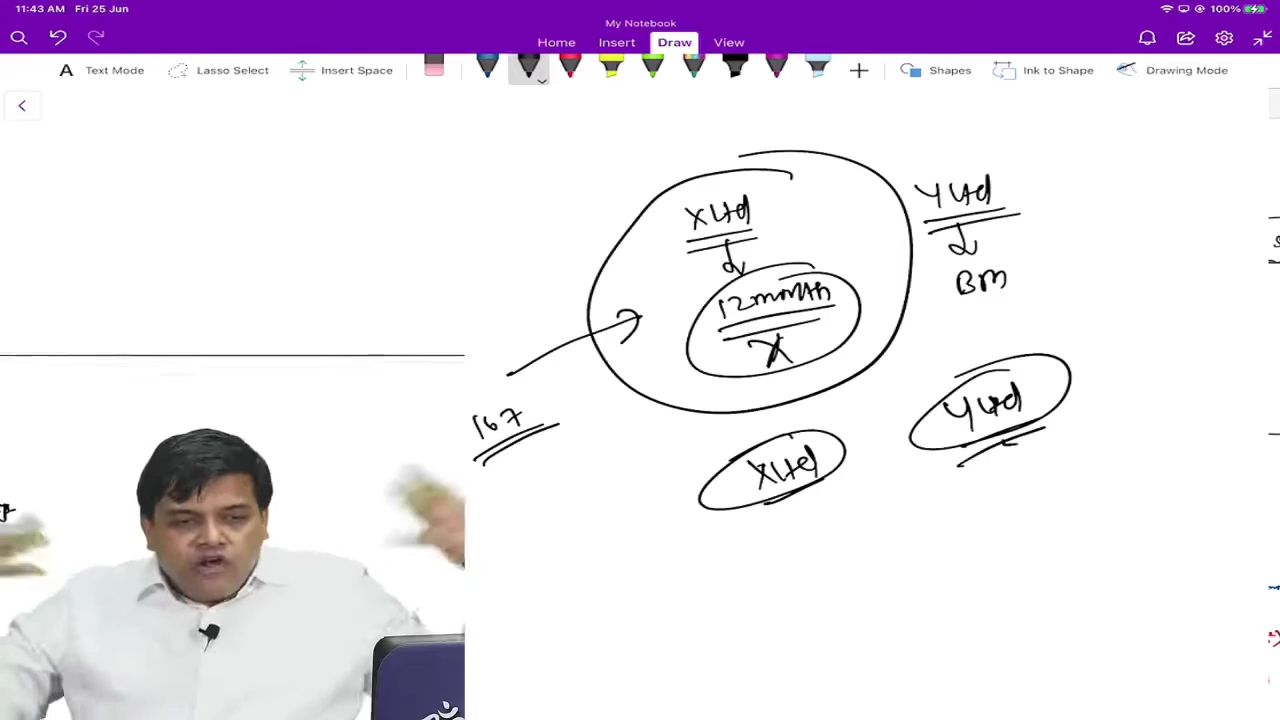 11:43 AM Fri 25 Jun
100%
My Notebook
Home Insert Draw View
A Text Mode Lasso Select Insert Space Shapes Ink to Shape Drawing Mode
X Ltd
Y Ltd
12 month
BM
X
167
Y Ltd
X Ltd
ॐ